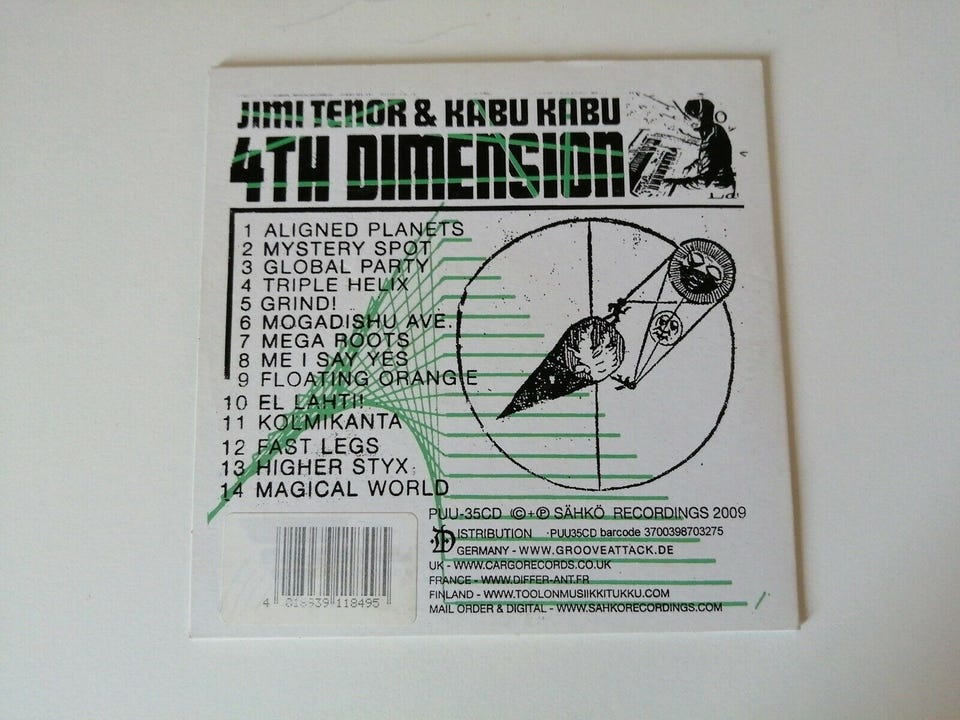 JIMI TENOR & KABU KABU
4TH DIMENSION
1 ALIGNED PLANETS
2 MYSTERY SPOT
3 GLOBAL PARTY
4 TRIPLE HELIX
5 GRIND!
6 MOGADISHU AVE.
7 MEGA ROOTS
8 ME I SAY YES
9 FLOATING ORANGIE
10 EL LAHTI!
11 KOLMIKANTA
12 FAST LEGS
13 HIGHER STYX
14 MAGICAL WORLD
PUU-35CD ©+℗ SÄHKÖ RECORDINGS 2009
DISTRIBUTION ·PUU35CD barcode 3700398703275
GERMANY - WWW.GROOVEATTACK.DE
UK - WWW.CARGORECORDS.CO.UK
FRANCE - WWW.DIFFER-ANT.FR
FINLAND - WWW.TOOLONMUSIIKKITUKKU.COM
MAIL ORDER & DIGITAL - WWW.SAHKORECORDINGS.COM
4 018939 118495